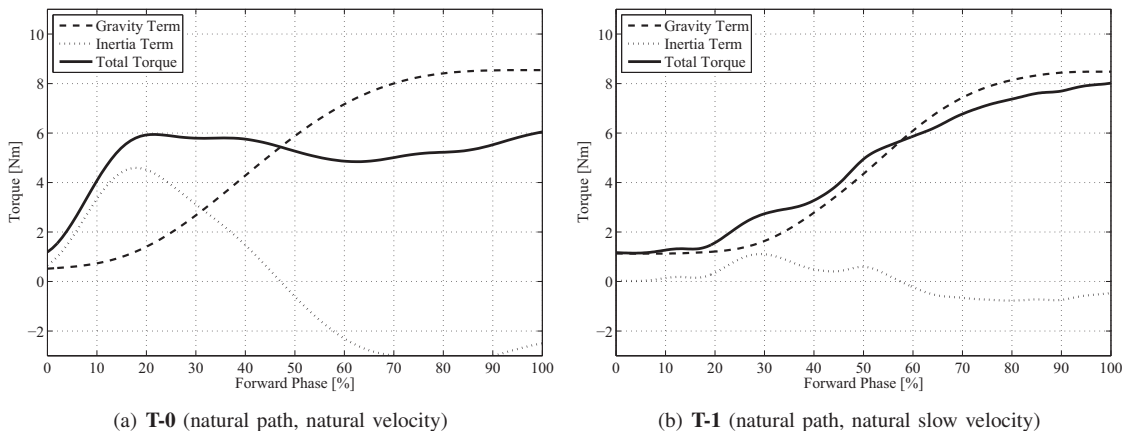 10
8
6
4
2
0
−2
Torque [Nm]
Gravity Term
Inertia Term
Total Torque
0 10 20 30 40 50 60 70 80 90 100
Forward Phase [%]
(a) T-0 (natural path, natural velocity)
10
8
6
4
2
0
−2
Torque [Nm]
Gravity Term
Inertia Term
Total Torque
0 10 20 30 40 50 60 70 80 90 100
Forward Phase [%]
(b) T-1 (natural path, natural slow velocity)